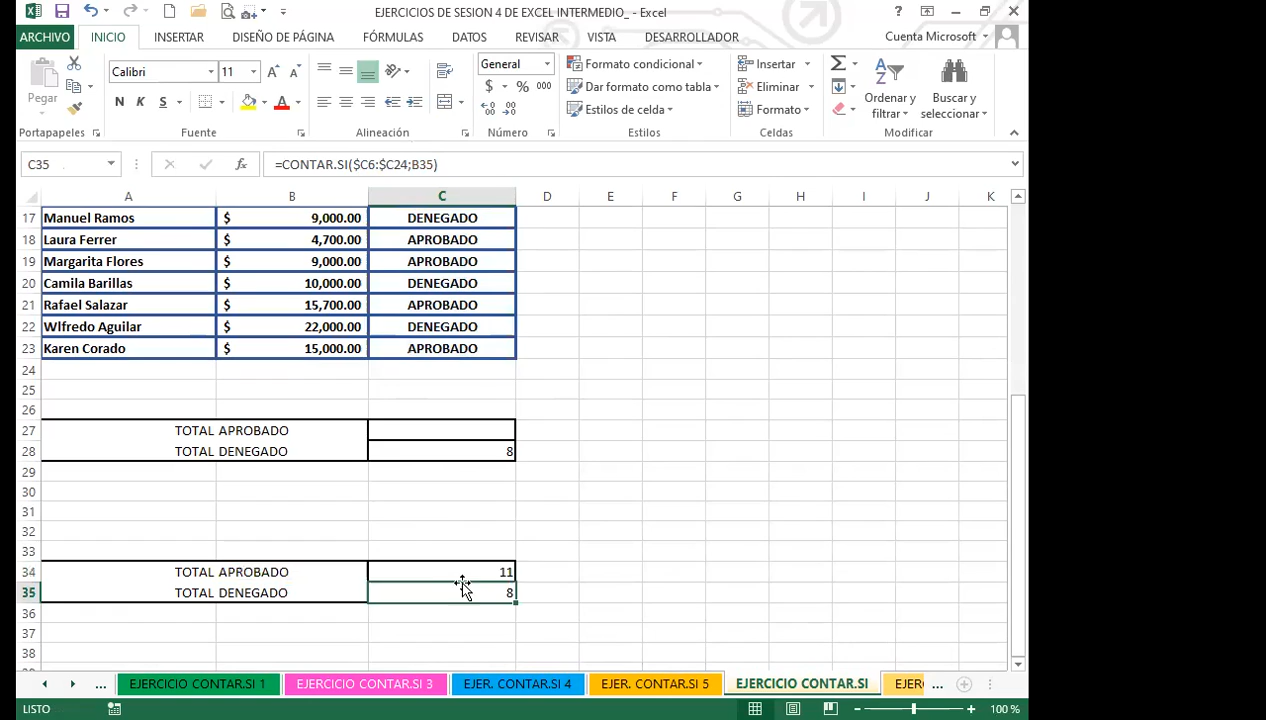 EJERCICIOS DE SESION 4 DE EXCEL INTERMEDIO_ - Excel
ARCHIVO INICIO INSERTAR DISEÑO DE PÁGINA FÓRMULAS DATOS REVISAR VISTA DESARROLLADOR Cuenta Microsoft
Calibri 11 General Formato condicional Insertar
Pegar N K S $ % 000 Dar formato como tabla Eliminar Ordenar y filtrar Buscar y seleccionar
Estilos de celda Formato
Portapapeles Fuente Alineación Número Estilos Celdas Modificar
C35 fx =CONTAR.SI($C6:$C24;B35)
A B C D E F G H I J K
17 Manuel Ramos $ 9,000.00 DENEGADO
18 Laura Ferrer $ 4,700.00 APROBADO
19 Margarita Flores $ 9,000.00 APROBADO
20 Camila Barillas $ 10,000.00 DENEGADO
21 Rafael Salazar $ 15,700.00 APROBADO
22 Wlfredo Aguilar $ 22,000.00 DENEGADO
23 Karen Corado $ 15,000.00 APROBADO
24
25
26
27 TOTAL APROBADO
28 TOTAL DENEGADO 8
29
30
31
32
33
34 TOTAL APROBADO 11
35 TOTAL DENEGADO 8
36
37
38
... EJERCICIO CONTAR.SI 1 EJERCICIO CONTAR.SI 3 EJER. CONTAR.SI 4 EJER. CONTAR.SI 5 EJERCICIO CONTAR.SI EJER ...
LISTO 100 %